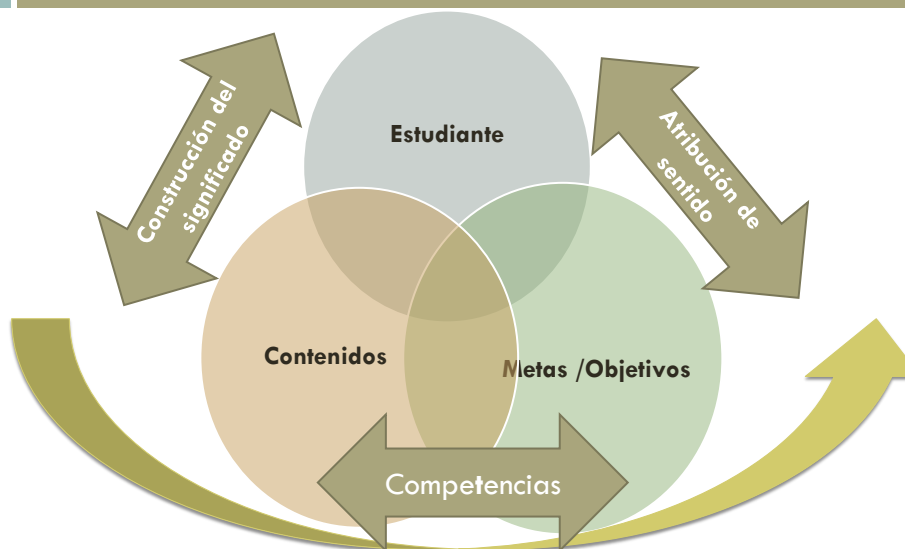 Construcción del
significado
Estudiante
Atribución de
sentido
Contenidos
Metas /Objetivos
Competencias